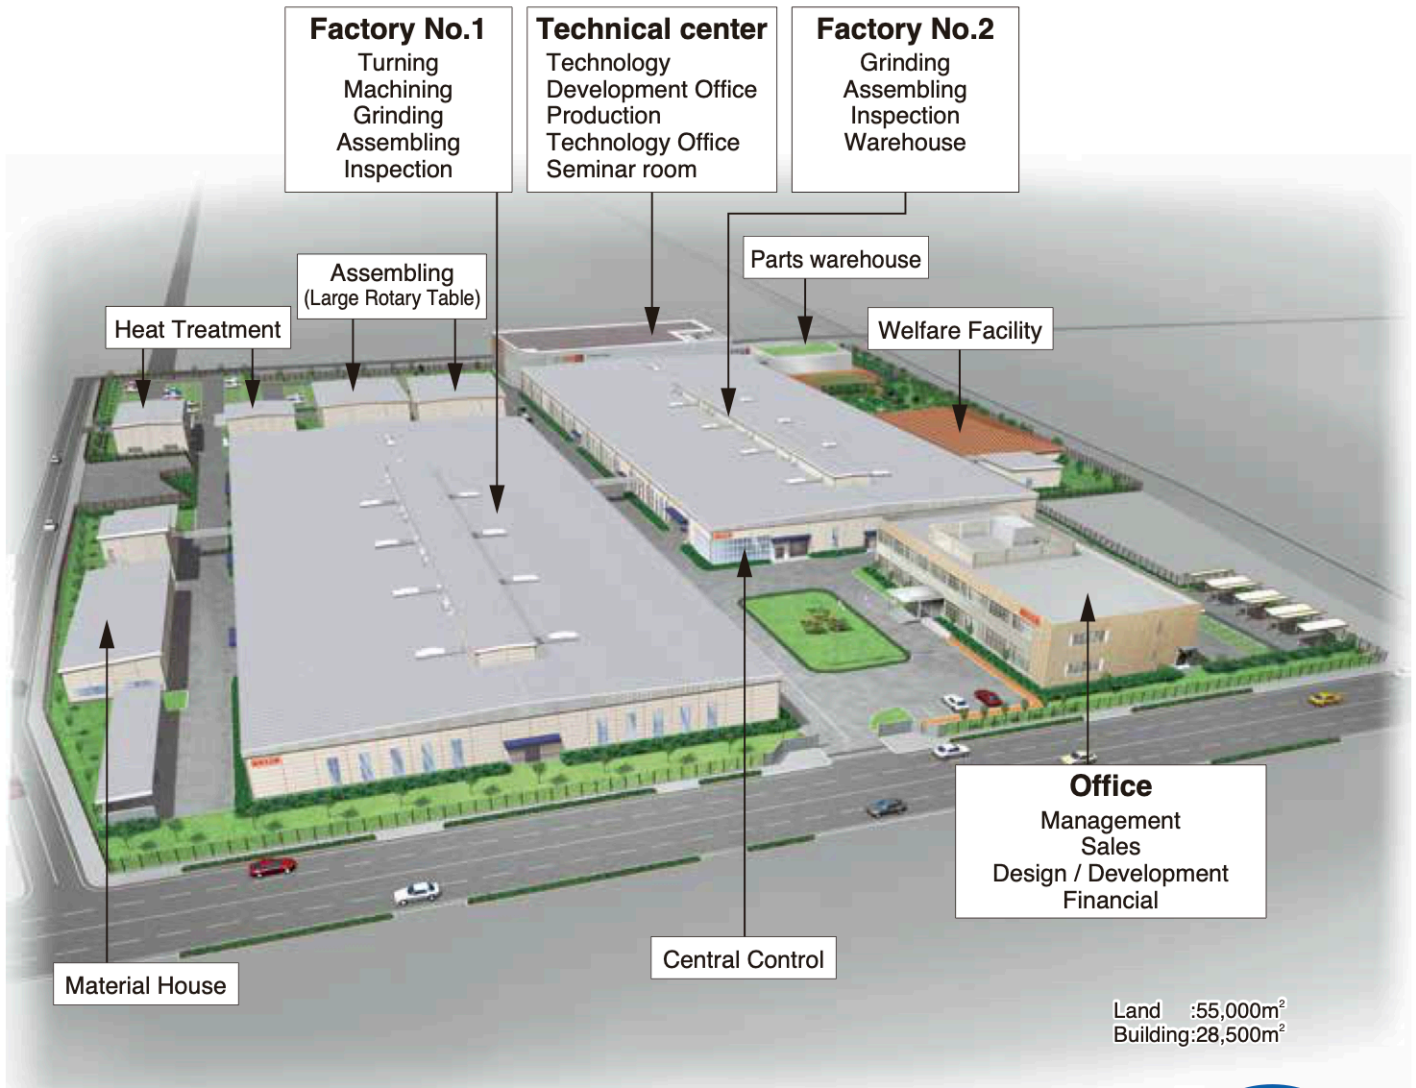 Factory No.1
Turning
Machining
Grinding
Assembling
Inspection
Technical center
Technology
Development Office
Production
Technology Office
Seminar room
Factory No.2
Grinding
Assembling
Inspection
Warehouse
Parts warehouse
Assembling
(Large Rotary Table)
Heat Treatment
Welfare Facility
Office
Management
Sales
Design / Development
Financial
Central Control
Material House
Land :55,000m²
Building:28,500m²